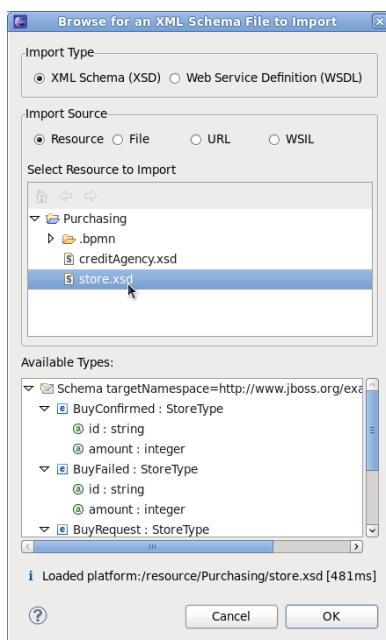 Browse for an XML Schema File to Import
Import Type
XML Schema (XSD) Web Service Definition (WSDL)
Import Source
Resource File URL WSIL
Select Resource to Import
Purchasing
.bpmn
creditAgency.xsd
store.xsd
Available Types:
Schema targetNamespace=http://www.jboss.org/exa
BuyConfirmed : StoreType
id : string
amount : integer
BuyFailed : StoreType
id : string
amount : integer
BuyRequest : StoreType
Loaded platform:/resource/Purchasing/store.xsd [481ms]
Cancel OK